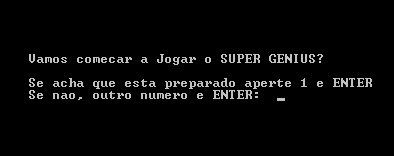 Vamos comecar a Jogar o SUPER GENIUS?
Se acha que esta preparado aperte 1 e ENTER
Se nao, outro numero e ENTER: _